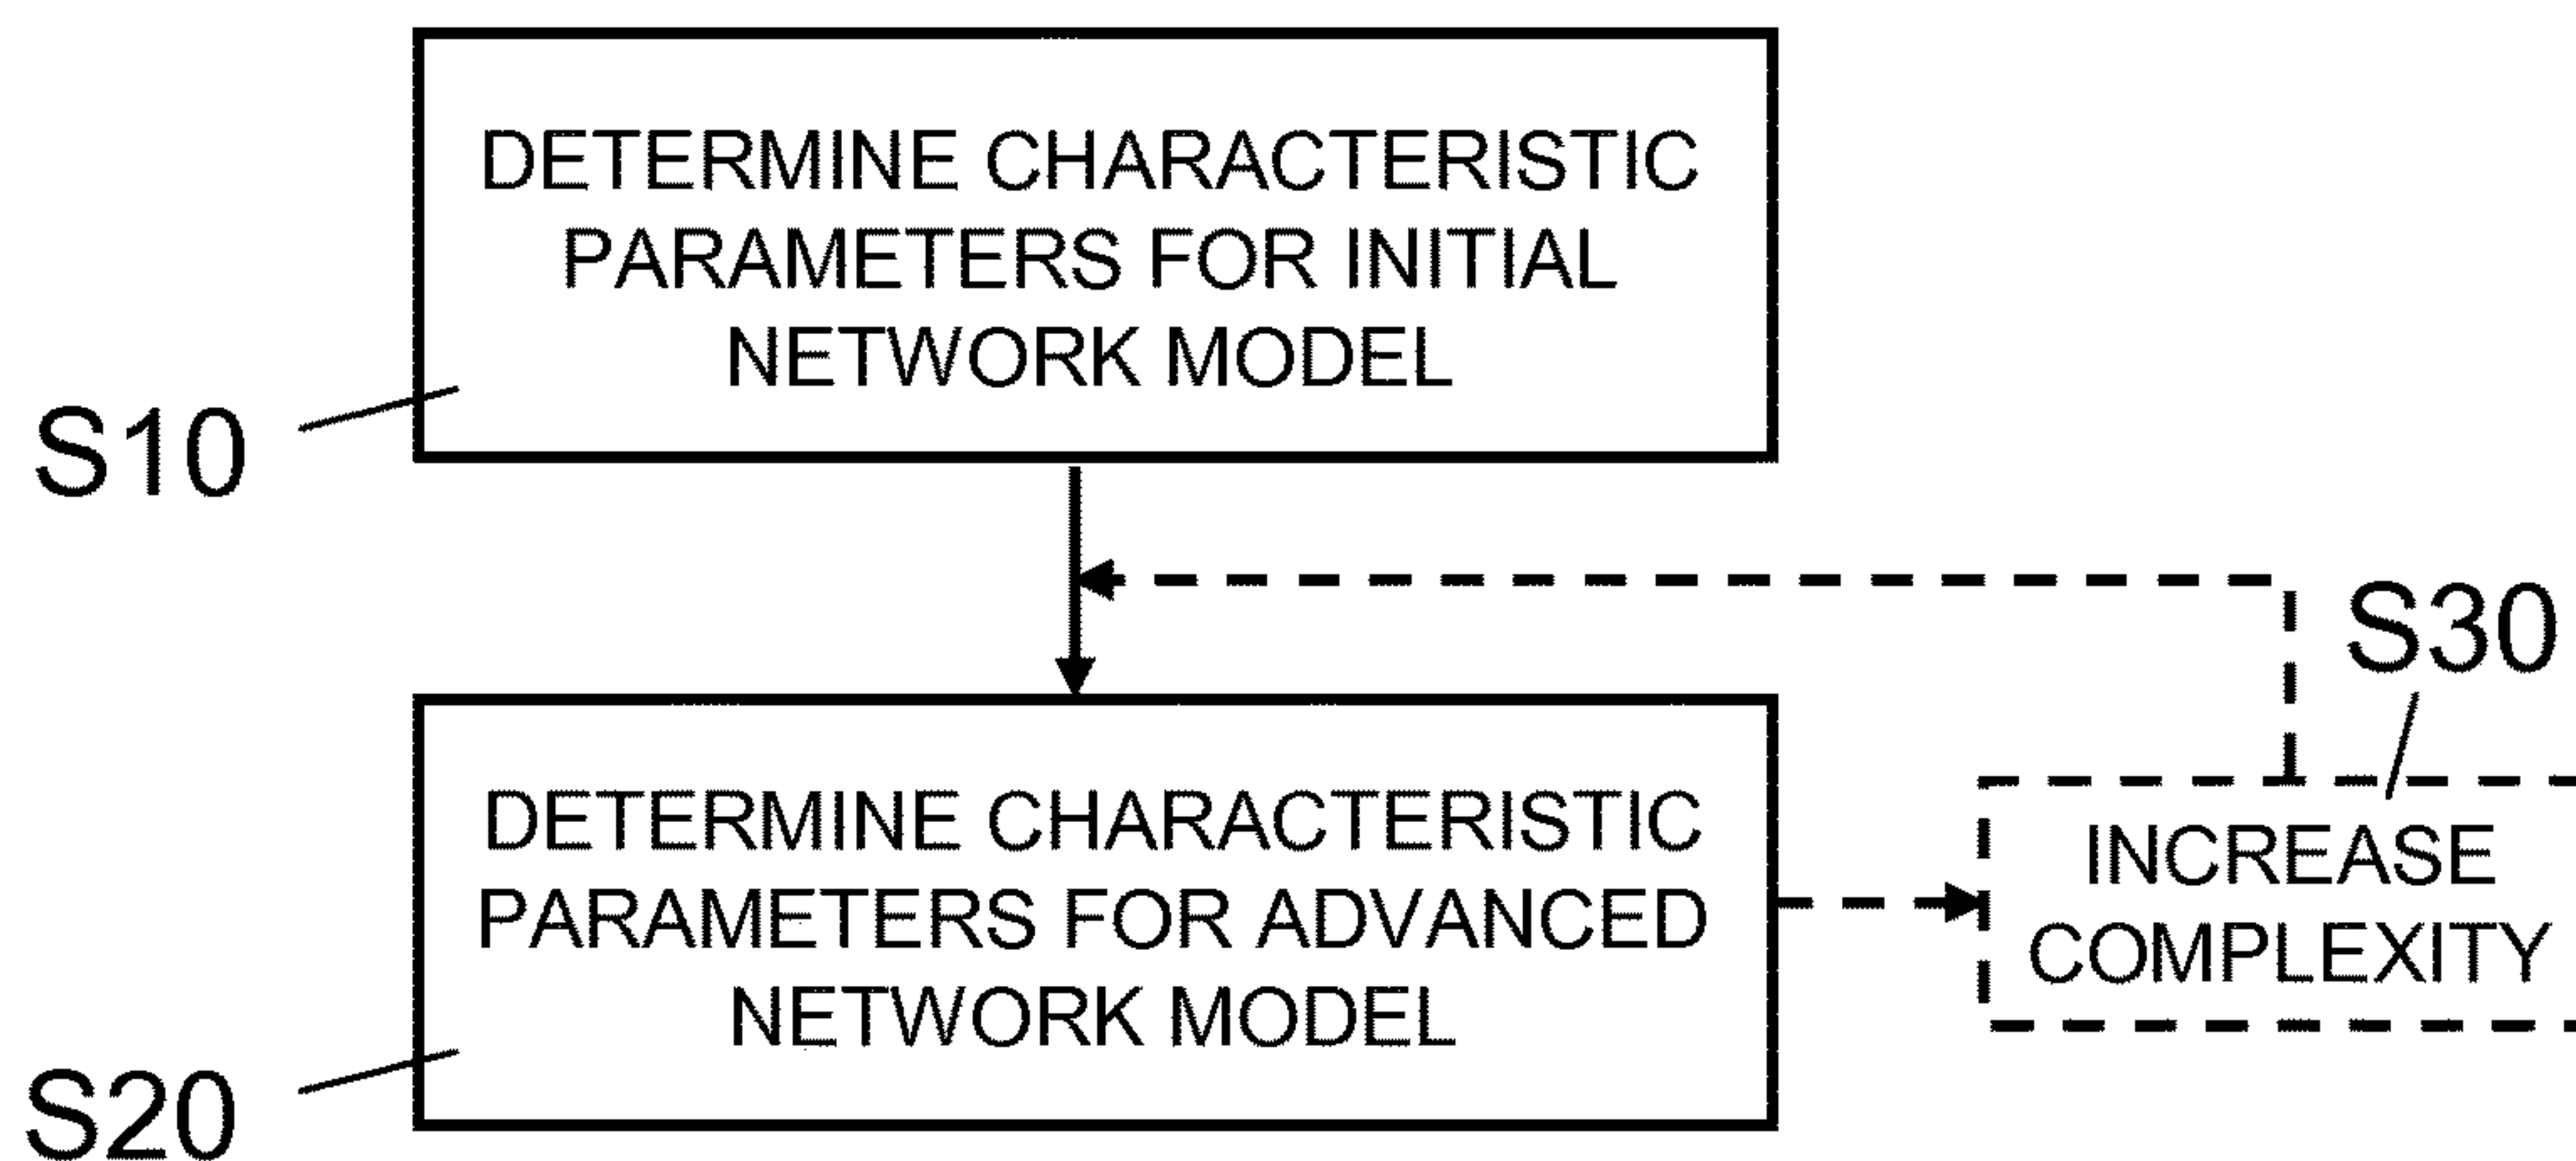 DETERMINE CHARACTERISTIC
PARAMETERS FOR INITIAL
NETWORK MODEL
S10
S30
DETERMINE CHARACTERISTIC
PARAMETERS FOR ADVANCED
NETWORK MODEL
INCREASE
COMPLEXITY
S20